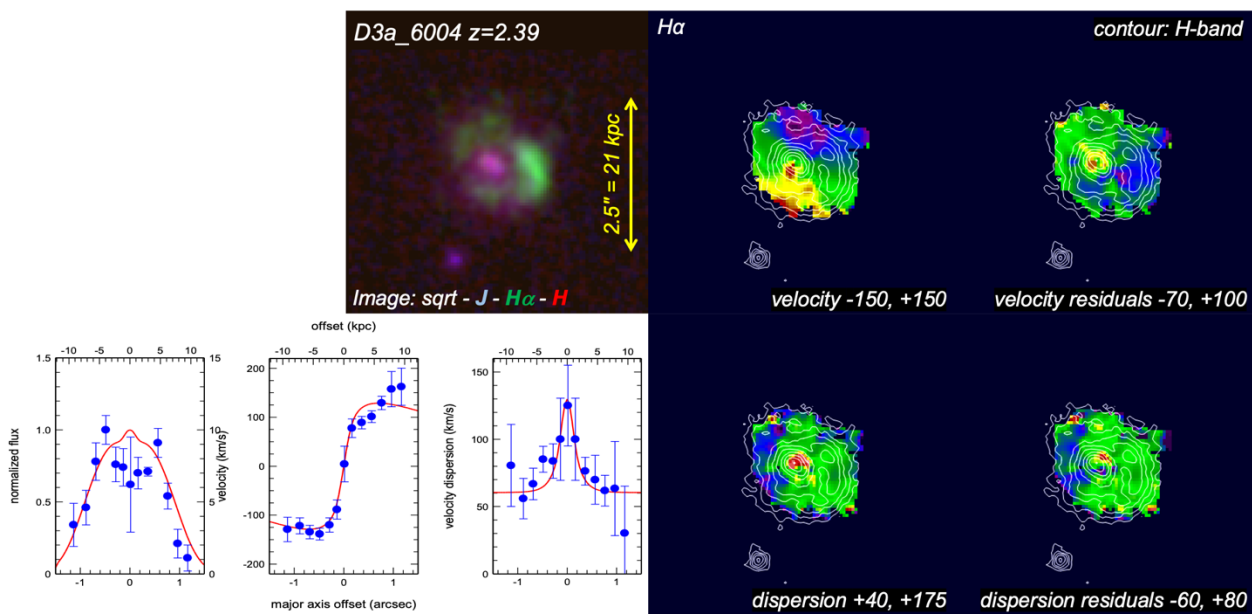 D3a_6004 z=2.39
2.5" = 21 kpc
Image: sqrt - J - Hα - H
Hα
contour: H-band
velocity -150, +150
velocity residuals -70, +100
dispersion +40, +175
dispersion residuals -60, +80
offset (kpc)
-10 -5 0 5 10
-10 -5 0 5 10
-10 -5 0 5 10
1.5
1.0
0.5
0.0
normalized flux
15
10
5
0
velocity (km/s)
100
0
-100
-200
velocity dispersion (km/s)
150
100
50
0
-1 0 1
-1 0 1
-1 0 1
major axis offset (arcsec)